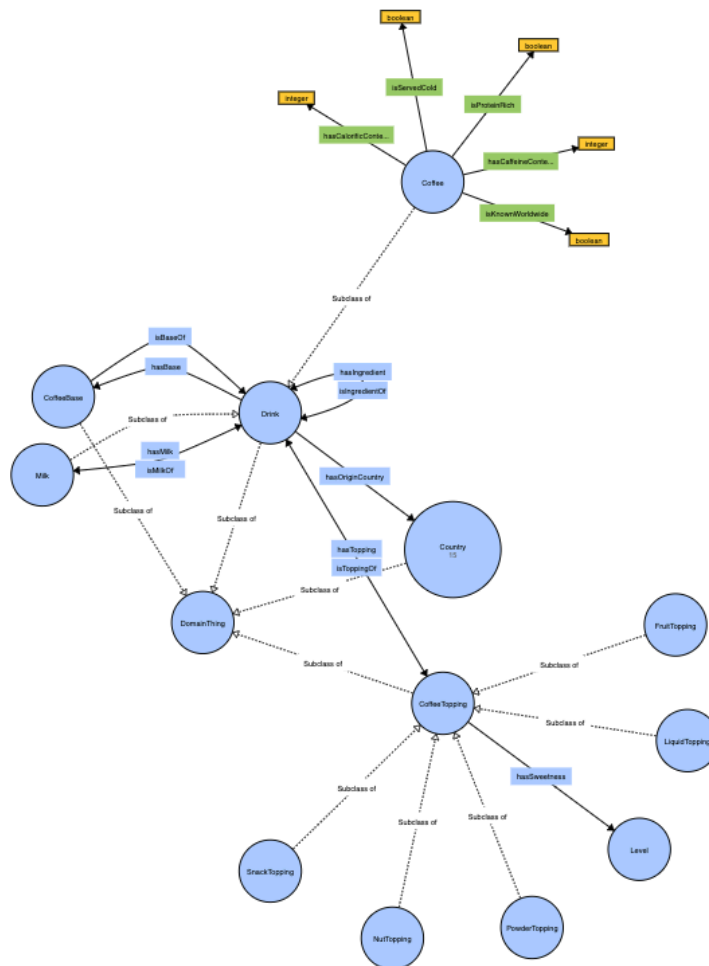 boolean
boolean
isServedCold
integer
isProteinRich
hasCalorificConte...
integer
hasCaffeineConte...
Coffee
isKnownWorldwide
boolean
Subclass of
isBaseOf
hasBase
hasIngredient
isIngredientOf
CoffeeBase
Drink
Subclass of
hasMilk
isMilkOf
Milk
hasOriginCountry
Subclass of
Subclass of
hasTopping
isToppingOf
Country
15
Subclass of
DomainThing
FruitTopping
Subclass of
Subclass of
CoffeeTopping
Subclass of
LiquidTopping
hasSweetness
Subclass of
Subclass of
Subclass of
Level
SnackTopping
NutTopping
PowderTopping